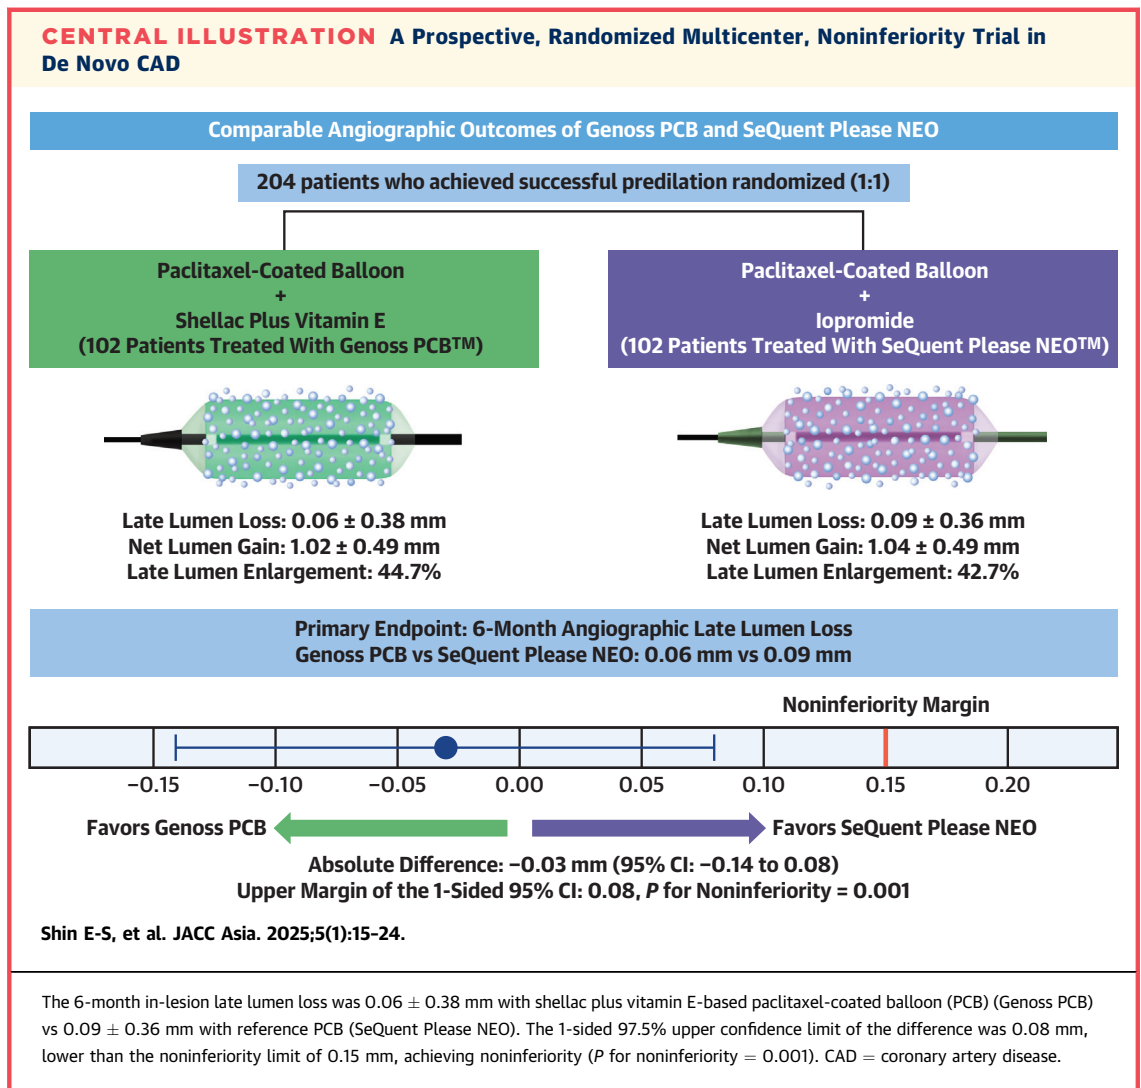 CENTRAL ILLUSTRATION A Prospective, Randomized Multicenter, Noninferiority Trial in
De Novo CAD
Comparable Angiographic Outcomes of Genoss PCB and SeQuent Please NEO
204 patients who achieved successful predilation randomized (1:1)
Paclitaxel-Coated Balloon
+
Shellac Plus Vitamin E
(102 Patients Treated With Genoss PCB™)
Paclitaxel-Coated Balloon
+
Iopromide
(102 Patients Treated With SeQuent Please NEO™)
Late Lumen Loss: 0.06 ± 0.38 mm
Net Lumen Gain: 1.02 ± 0.49 mm
Late Lumen Enlargement: 44.7%
Late Lumen Loss: 0.09 ± 0.36 mm
Net Lumen Gain: 1.04 ± 0.49 mm
Late Lumen Enlargement: 42.7%
Primary Endpoint: 6-Month Angiographic Late Lumen Loss
Genoss PCB vs SeQuent Please NEO: 0.06 mm vs 0.09 mm
Noninferiority Margin
−0.15 −0.10 −0.05 0.00 0.05 0.10 0.15 0.20
Favors Genoss PCB Favors SeQuent Please NEO
Absolute Difference: −0.03 mm (95% CI: −0.14 to 0.08)
Upper Margin of the 1-Sided 95% CI: 0.08, P for Noninferiority = 0.001
Shin E-S, et al. JACC Asia. 2025;5(1):15–24.
The 6-month in-lesion late lumen loss was 0.06 ± 0.38 mm with shellac plus vitamin E-based paclitaxel-coated balloon (PCB) (Genoss PCB)
vs 0.09 ± 0.36 mm with reference PCB (SeQuent Please NEO). The 1-sided 97.5% upper confidence limit of the difference was 0.08 mm,
lower than the noninferiority limit of 0.15 mm, achieving noninferiority (P for noninferiority = 0.001). CAD = coronary artery disease.